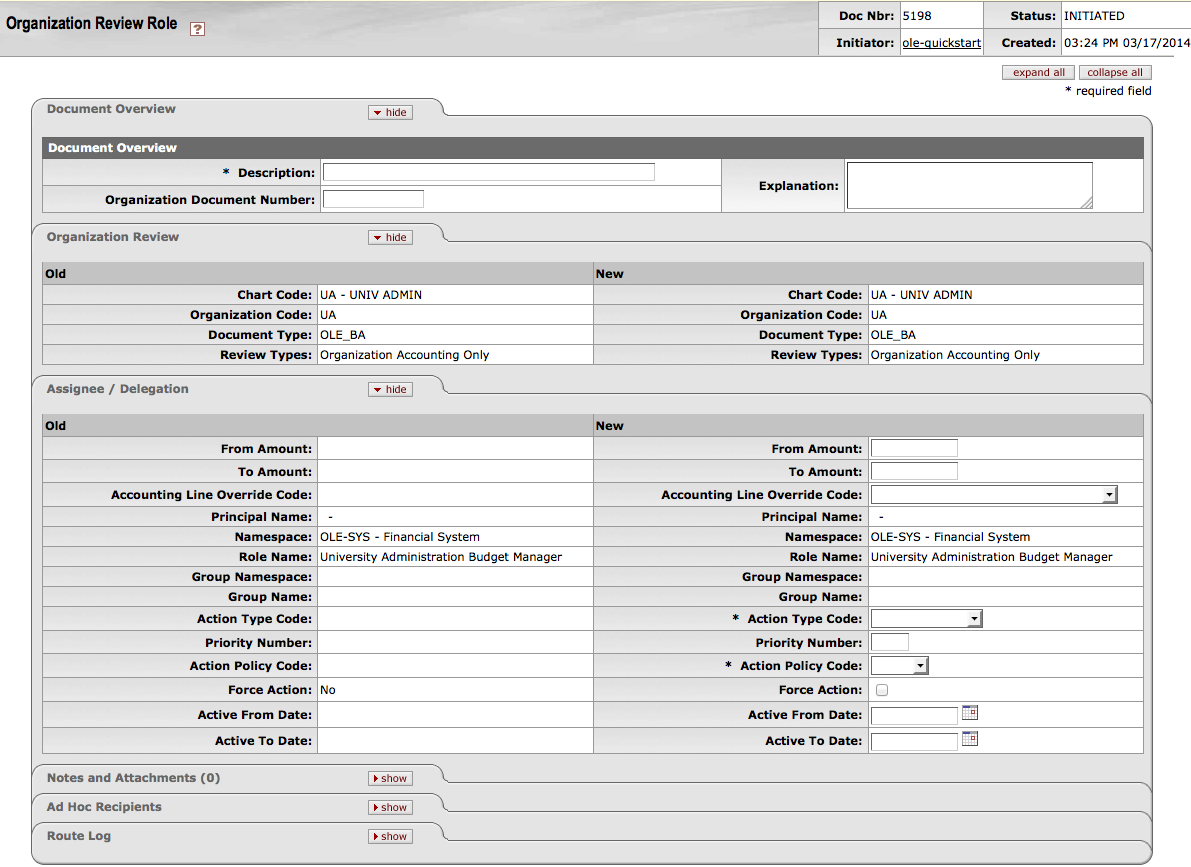 Organization Review Role ?
Doc Nbr: 5198 Status: INITIATED
Initiator: ole-quickstart Created: 03:24 PM 03/17/2014
expand all collapse all
* required field
Document Overview hide
Document Overview
* Description: Explanation:
Organization Document Number:
Organization Review hide
Old New
Chart Code: UA - UNIV ADMIN Chart Code: UA - UNIV ADMIN
Organization Code: UA Organization Code: UA
Document Type: OLE_BA Document Type: OLE_BA
Review Types: Organization Accounting Only Review Types: Organization Accounting Only
Assignee / Delegation hide
Old New
From Amount: From Amount:
To Amount: To Amount:
Accounting Line Override Code: Accounting Line Override Code:
Principal Name: - Principal Name: -
Namespace: OLE-SYS - Financial System Namespace: OLE-SYS - Financial System
Role Name: University Administration Budget Manager Role Name: University Administration Budget Manager
Group Namespace: Group Namespace:
Group Name: Group Name:
Action Type Code: * Action Type Code:
Priority Number: Priority Number:
Action Policy Code: * Action Policy Code:
Force Action: No Force Action:
Active From Date: Active From Date:
Active To Date: Active To Date:
Notes and Attachments (0) show
Ad Hoc Recipients show
Route Log show